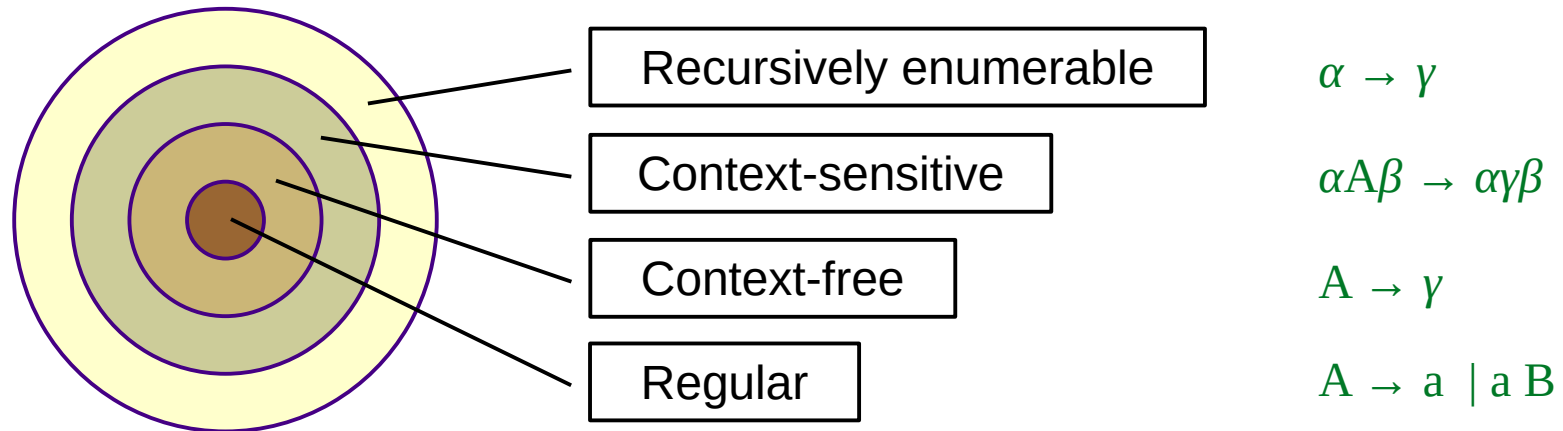 Recursively enumerable α → γ
Context-sensitive αAβ → αγβ
Context-free A → γ
Regular A → a | a B